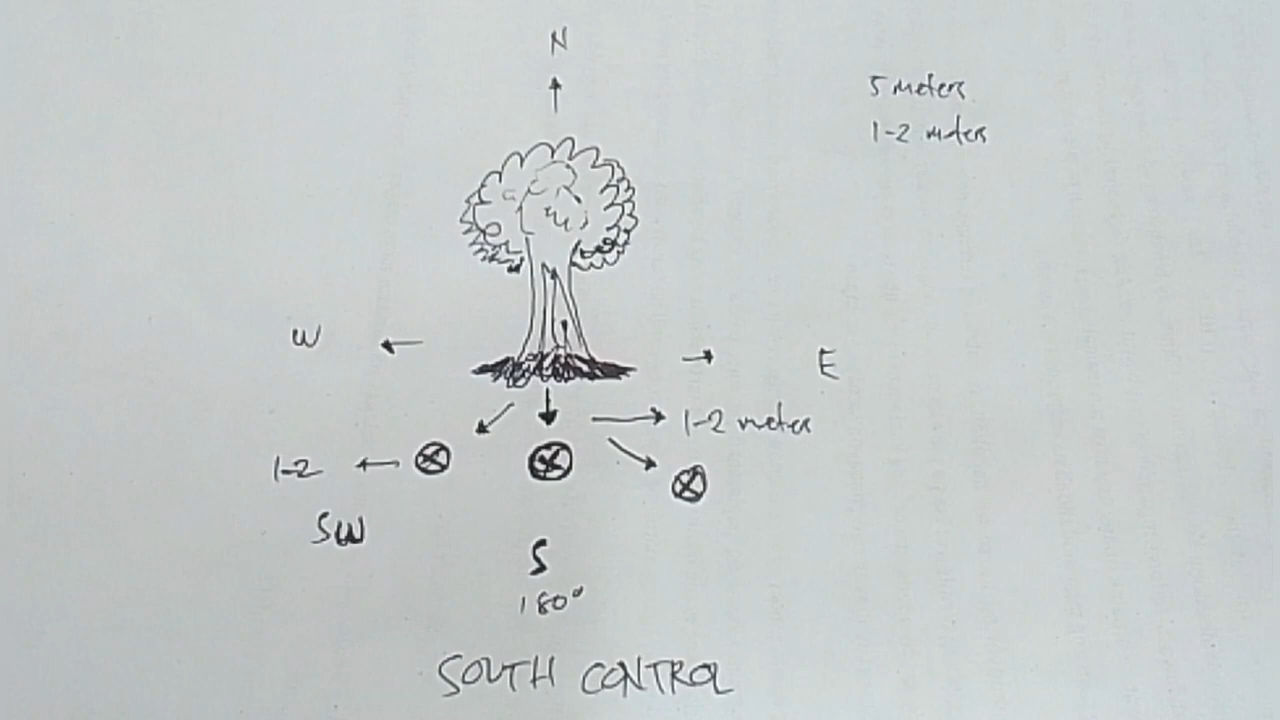 N
5 meters
1-2 meters
W
E
1-2 meter
1-2
SW
S
180°
SOUTH CONTROL